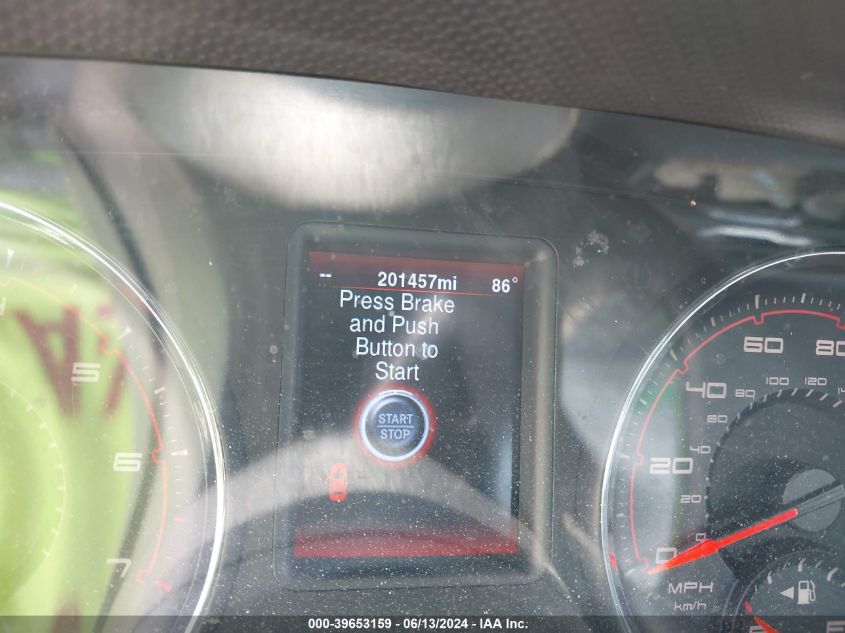 -- 201457mi 86°
Press Brake
and Push
Button to
Start
START
STOP
5
6
7
60 80
40 80 100 120
60
20 40
20
0 0
MPH
km/h
E
000-39653159 - 06/13/2024 - IAA Inc.